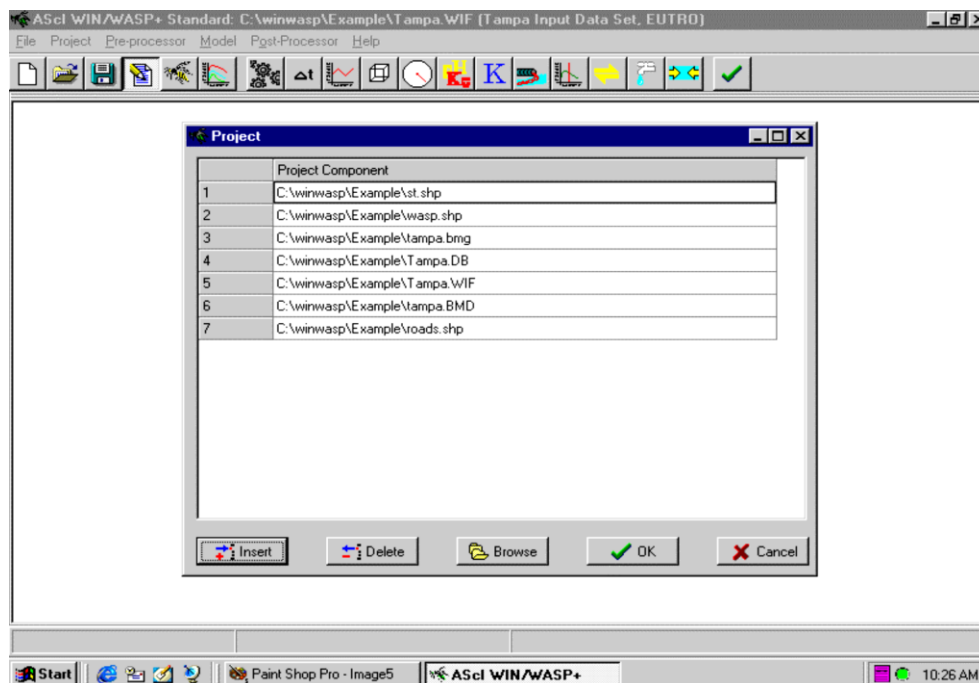 AScI WIN/WASP+ Standard: C:\winwasp\Example\Tampa.WIF (Tampa Input Data Set, EUTRO)
File Project Pre-processor Model Post-Processor Help
Δt K K
Project
Project Component
1 C:\winwasp\Example\st.shp
2 C:\winwasp\Example\wasp.shp
3 C:\winwasp\Example\tampa.bmg
4 C:\winwasp\Example\Tampa.DB
5 C:\winwasp\Example\Tampa.WIF
6 C:\winwasp\Example\tampa.BMD
7 C:\winwasp\Example\roads.shp
Insert Delete Browse OK Cancel
Start Paint Shop Pro - Image5 AScI WIN/WASP+ 10:26 AM